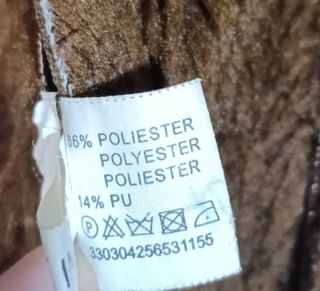 86% POLIESTER
POLYESTER
POLIESTER
14% PU
P
330304256531155